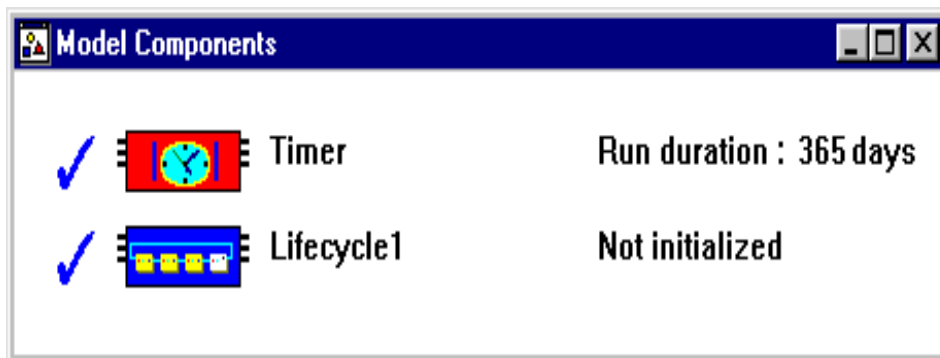 Model Components
Timer Run duration : 365 days
Lifecycle1 Not initialized